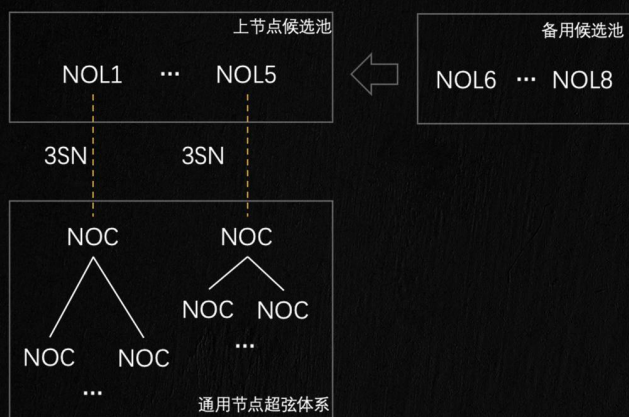 上节点候选池
NOL1 ··· NOL5
备用候选池
NOL6 ··· NOL8
3SN 3SN
NOC NOC
NOC NOC
···
NOC NOC
···
通用节点超弦体系